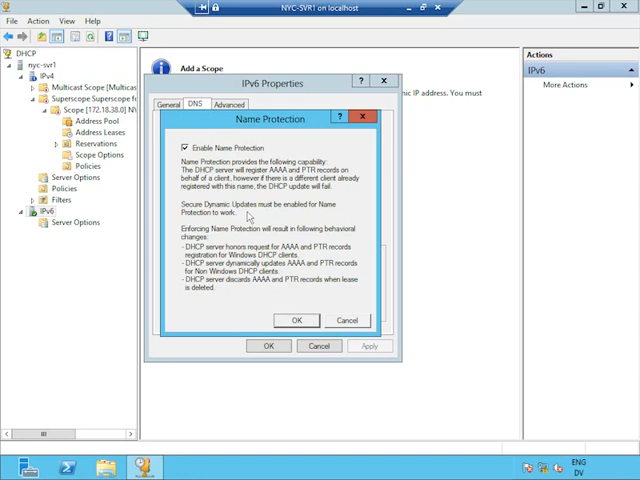 NYC-SVR1 on localhost
File Action View Help
DHCP
nyc-svr1
IPv4
Multicast Scope [Multicas
Superscope Superscope fo
Scope [172.18.38.0] NY
Address Pool
Address Leases
Reservations
Scope Options
Policies
Server Options
Policies
Filters
IPv6
Server Options
Add a Scope
IP address. You must
IPv6 Properties
General DNS Advanced
Name Protection
Enable Name Protection
Name Protection provides the following capability:
The DHCP server will register AAAA and PTR records on
behalf of a client, however if there is a different client already
registered with this name, the DHCP update will fail.
Secure Dynamic Updates must be enabled for Name
Protection to work.
Enforcing Name Protection will result in following behavioral
changes:
- DHCP server honors request for AAAA and PTR records
registration for Windows DHCP clients.
- DHCP server dynamically updates AAAA and PTR records
for Non Windows DHCP clients.
- DHCP server discards AAAA and PTR records when lease
is deleted.
OK Cancel
OK Cancel Apply
Actions
IPv6
More Actions
ENG
DV